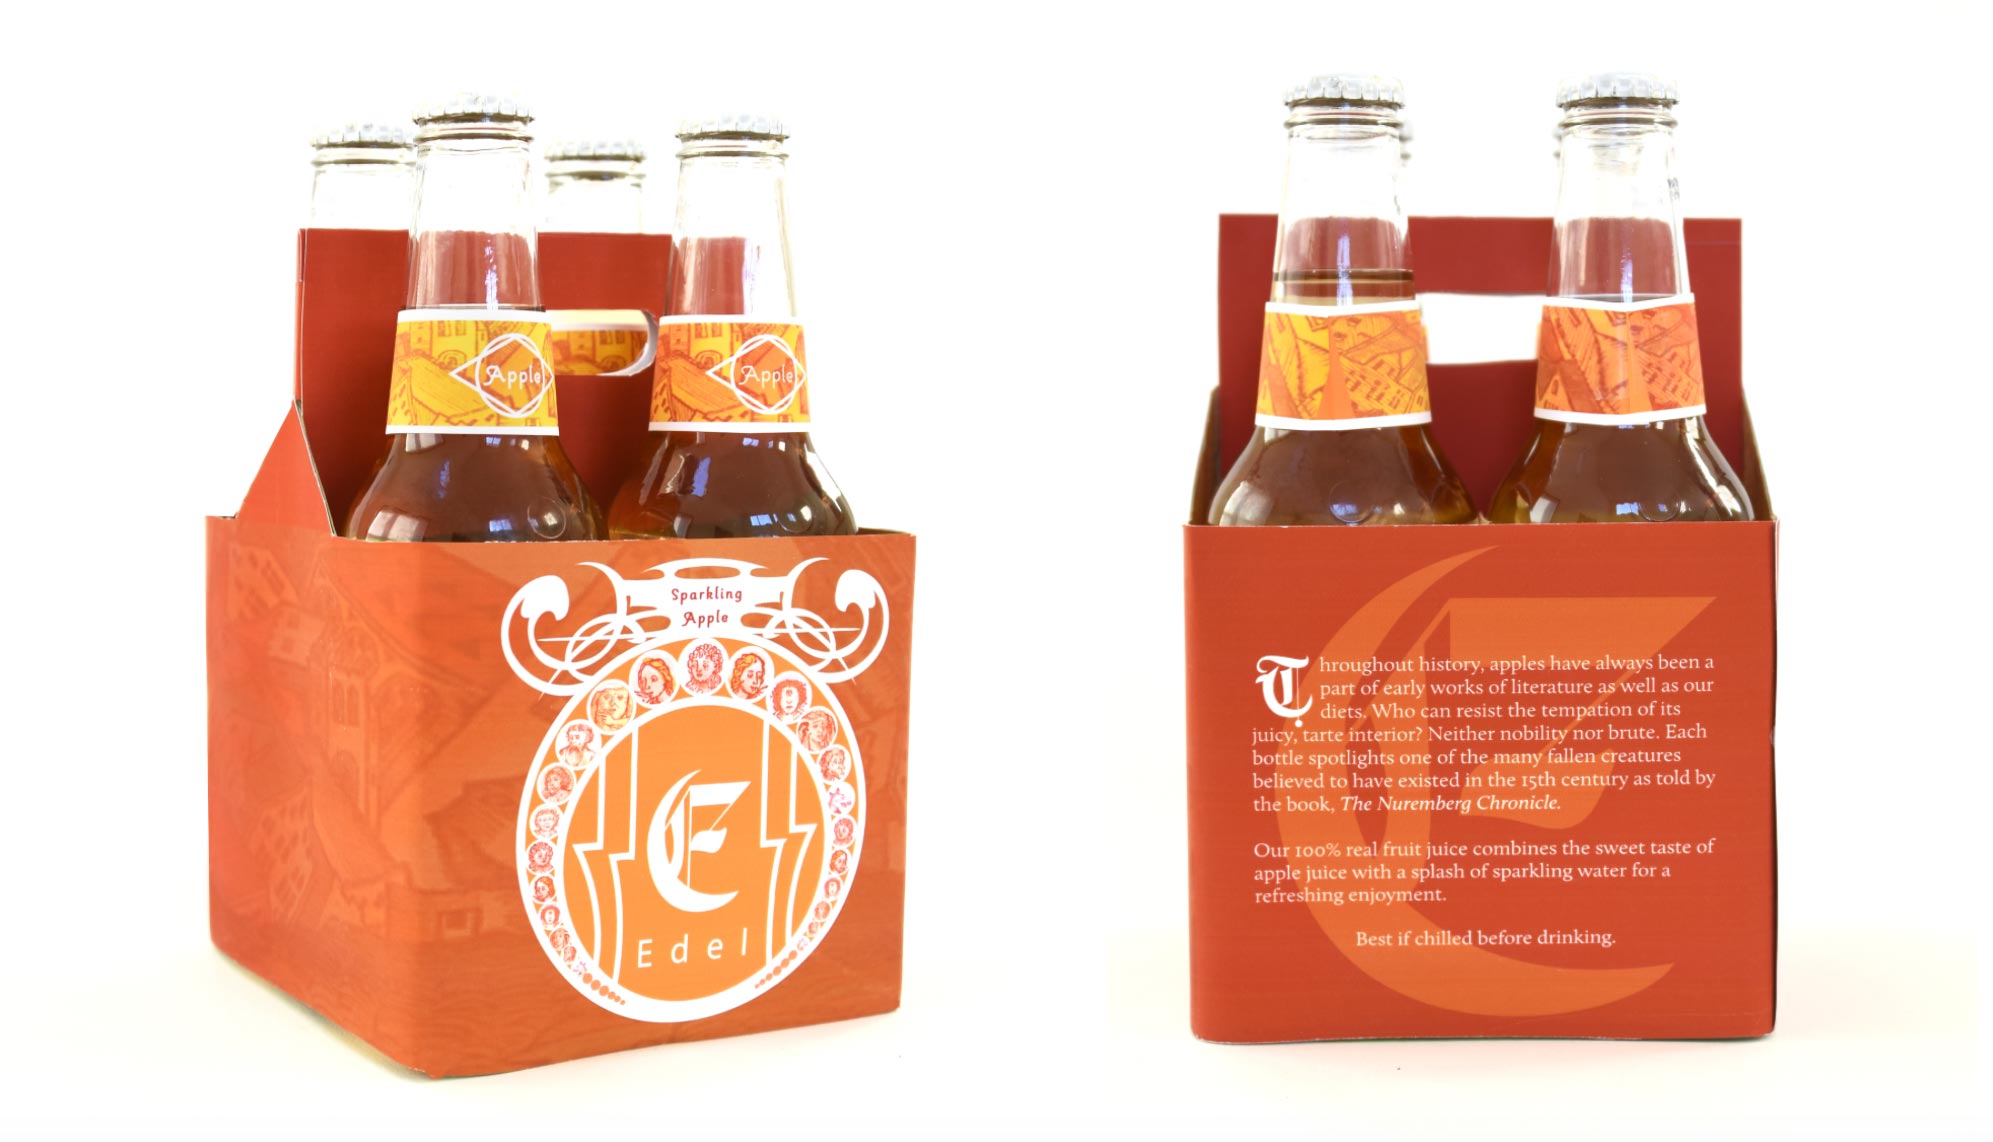 Apple
Apple
Sparkling
Apple
E
Edel
Throughout history, apples have always been a
part of early works of literature as well as our
diets. Who can resist the tempation of its
juicy, tarte interior? Neither nobility nor brute. Each
bottle spotlights one of the many fallen creatures
believed to have existed in the 15th century as told by
the book, The Nuremberg Chronicle.
Our 100% real fruit juice combines the sweet taste of
apple juice with a splash of sparkling water for a
refreshing enjoyment.
Best if chilled before drinking.
E